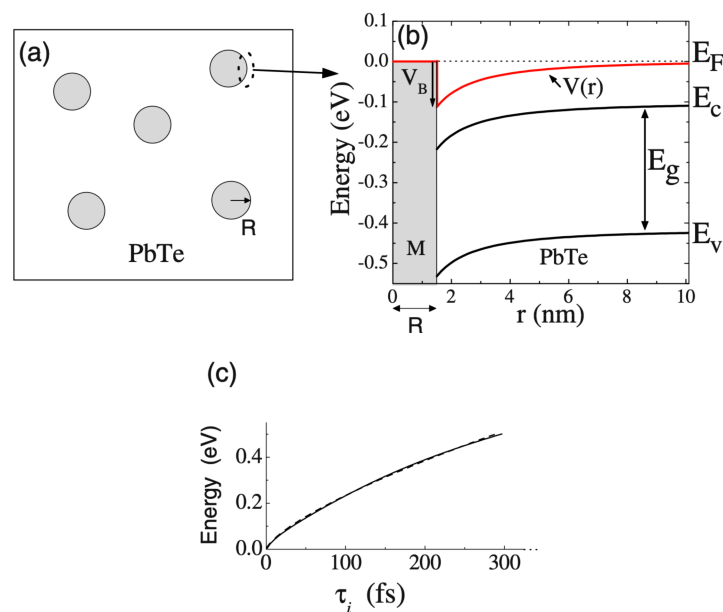 (a)
R
PbTe
(b)
0.1
0.0
-0.1
-0.2
-0.3
-0.4
-0.5
Energy (eV)
V_B
V(r)
E_F
E_c
E_g
E_v
M
PbTe
0 2 4 6 8 10
R
r (nm)
(c)
0.4
0.2
0.0
Energy (eV)
0 100 200 300
τ_i (fs)